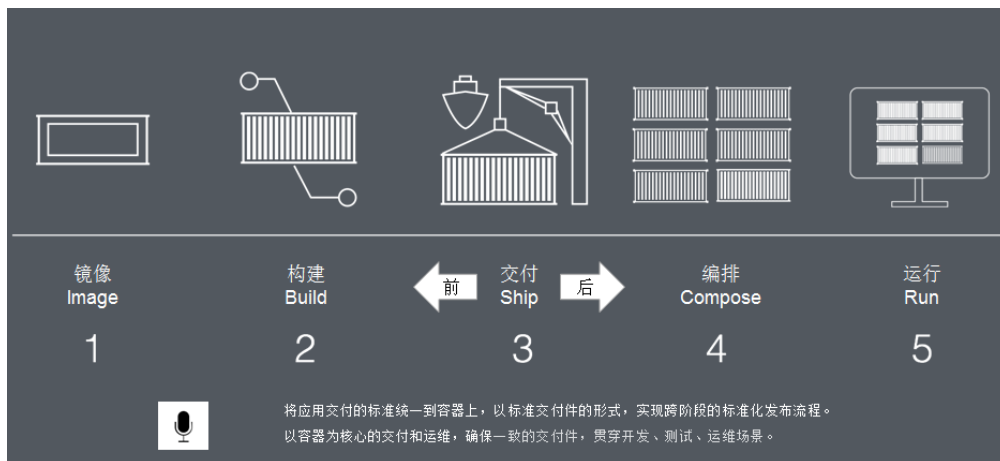 镜像
Image
1
构建
Build
2
前
交付
Ship
后
3
编排
Compose
4
运行
Run
5
将应用交付的标准统一到容器上，以标准交付件的形式，实现跨阶段的标准化发布流程。
以容器为核心的交付和运维，确保一致的交付件，贯穿开发、测试、运维场景。